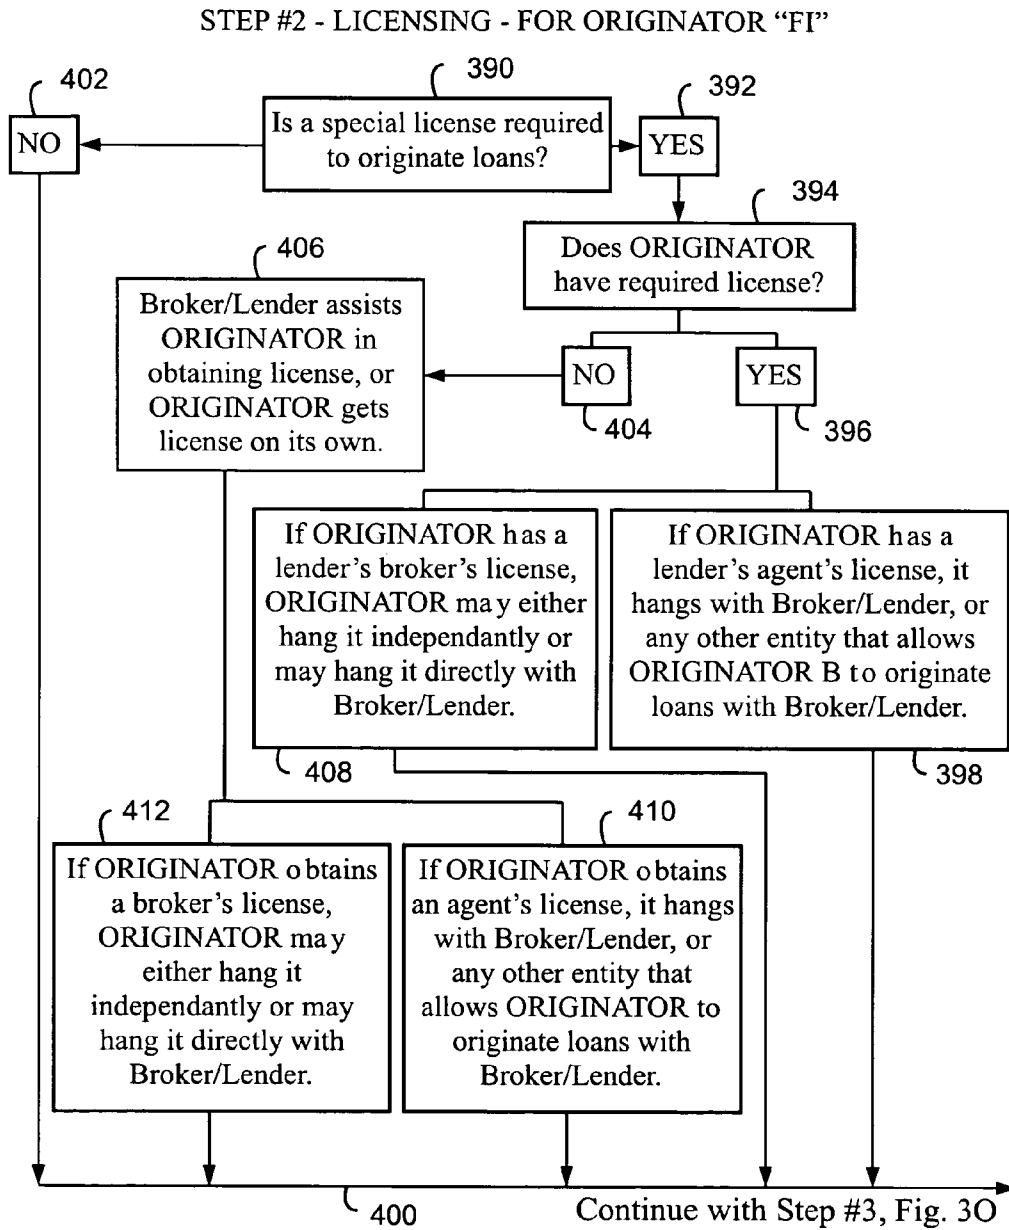 STEP #2 - LICENSING - FOR ORIGINATOR “FI”
402
390
392
NO
Is a special license required
to originate loans?
YES
394
Does ORIGINATOR
have required license?
406
Broker/Lender assists
ORIGINATOR in
obtaining license, or
ORIGINATOR gets
license on its own.
NO
YES
404
396
If ORIGINATOR has a
lender’s broker’s license,
ORIGINATOR may either
hang it independantly or
may hang it directly with
Broker/Lender.
If ORIGINATOR has a
lender’s agent’s license, it
hangs with Broker/Lender, or
any other entity that allows
ORIGINATOR B to originate
loans with Broker/Lender.
408
398
412
410
If ORIGINATOR obtains
a broker’s license,
ORIGINATOR may
either hang it
independantly or may
hang it directly with
Broker/Lender.
If ORIGINATOR obtains
an agent’s license, it hangs
with Broker/Lender, or
any other entity that
allows ORIGINATOR to
originate loans with
Broker/Lender.
400
Continue with Step #3, Fig. 3O